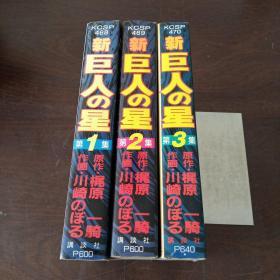 KCSP
468
新
巨人の星
第1集
原作・梶原一騎
作画・川崎のぼる
講談社
P600
KCSP
469
新
巨人の星
第2集
原作・梶原一騎
作画・川崎のぼる
講談社
P600
KCSP
470
新
巨人の星
第3集
原作・梶原一騎
作画・川崎のぼる
講談社
P640